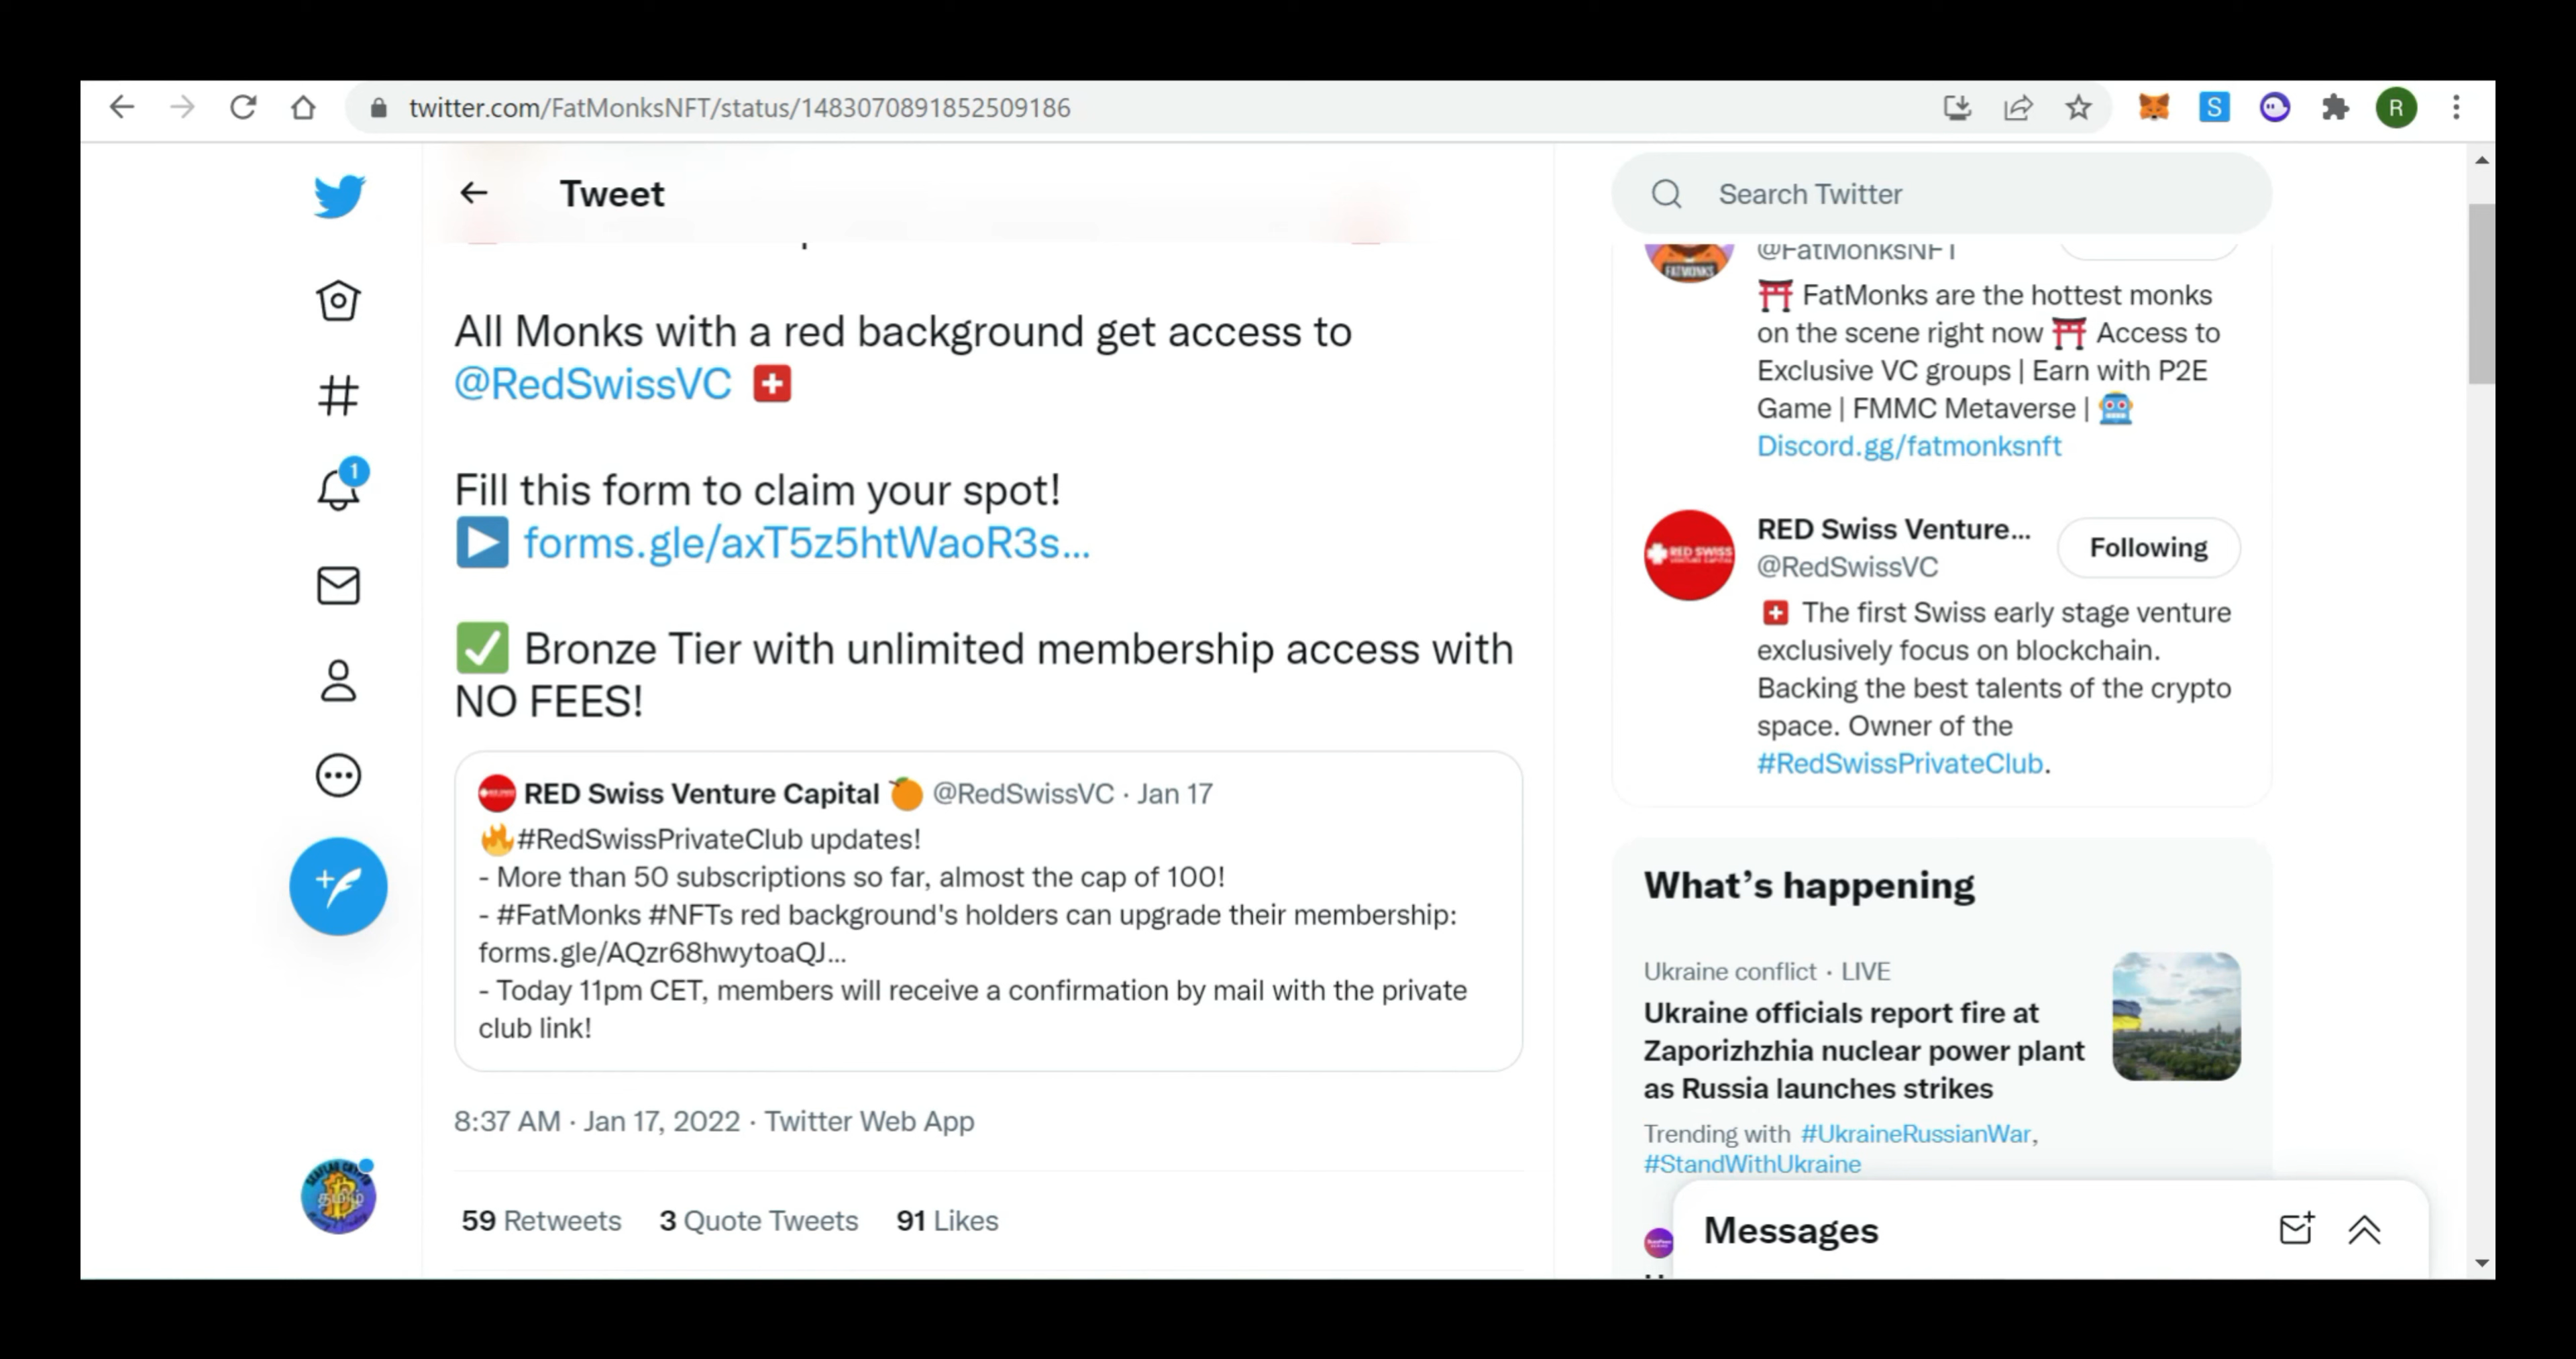 twitter.com/FatMonksNFT/status/1483070891852509186
S
R
Tweet
All Monks with a red background get access to
@RedSwissVC
Fill this form to claim your spot!
forms.gle/axT5z5htWaoR3s...
Bronze Tier with unlimited membership access with
NO FEES!
RED Swiss Venture Capital @RedSwissVC · Jan 17
#RedSwissPrivateClub updates!
- More than 50 subscriptions so far, almost the cap of 100!
- #FatMonks #NFTs red background's holders can upgrade their membership:
forms.gle/AQzr68hwytoaQJ...
- Today 11pm CET, members will receive a confirmation by mail with the private
club link!
8:37 AM · Jan 17, 2022 · Twitter Web App
59 Retweets 3 Quote Tweets 91 Likes
1
Search Twitter
@FatMonksNFT
FATMONKS
FatMonks are the hottest monks
on the scene right now Access to
Exclusive VC groups | Earn with P2E
Game | FMMC Metaverse |
Discord.gg/fatmonksnft
RED SWISS
VENTURE CAPITAL
RED Swiss Venture...
@RedSwissVC
Following
The first Swiss early stage venture
exclusively focus on blockchain.
Backing the best talents of the crypto
space. Owner of the
#RedSwissPrivateClub.
What's happening
Ukraine conflict · LIVE
Ukraine officials report fire at
Zaporizhzhia nuclear power plant
as Russia launches strikes
Trending with #UkraineRussianWar,
#StandWithUkraine
Messages
தமிழ்